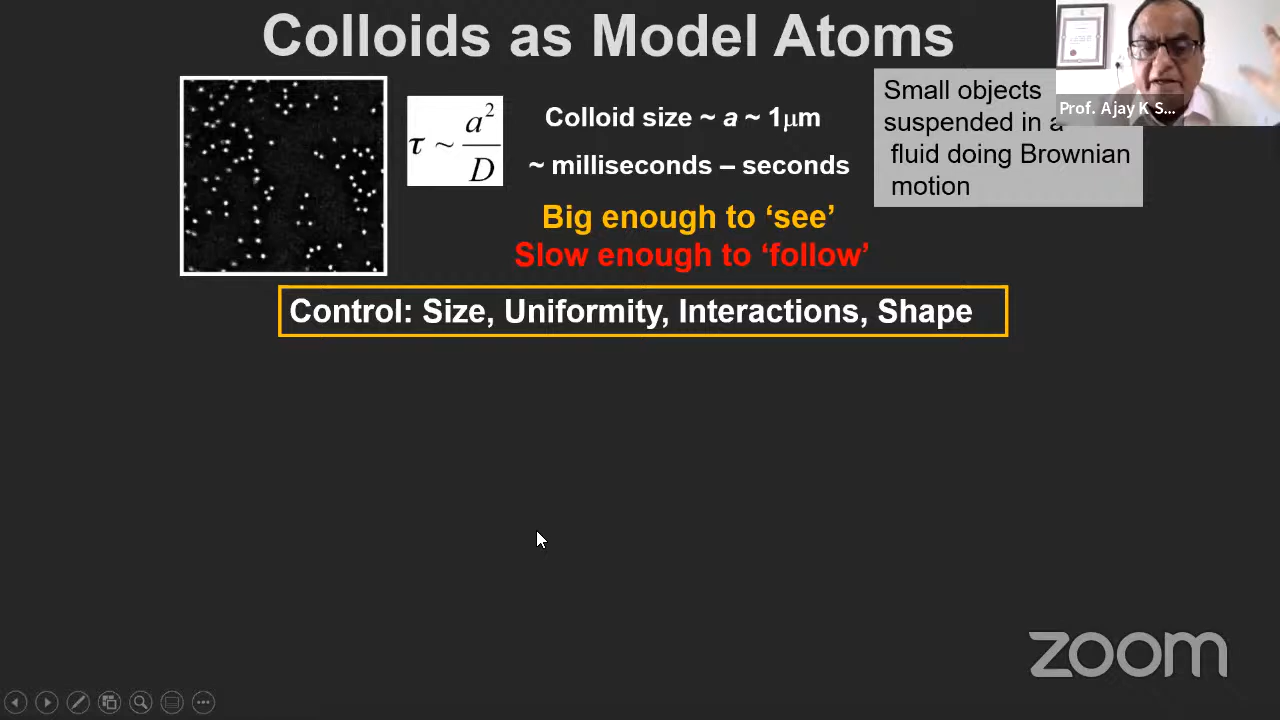 Colloids as Model Atoms
τ ~ a² / D
Colloid size ~ a ~ 1μm
~ milliseconds – seconds
Big enough to ‘see’
Slow enough to ‘follow’
Small objects
suspended in a
fluid doing Brownian
motion
Prof. Ajay K S...
Control: Size, Uniformity, Interactions, Shape
zoom